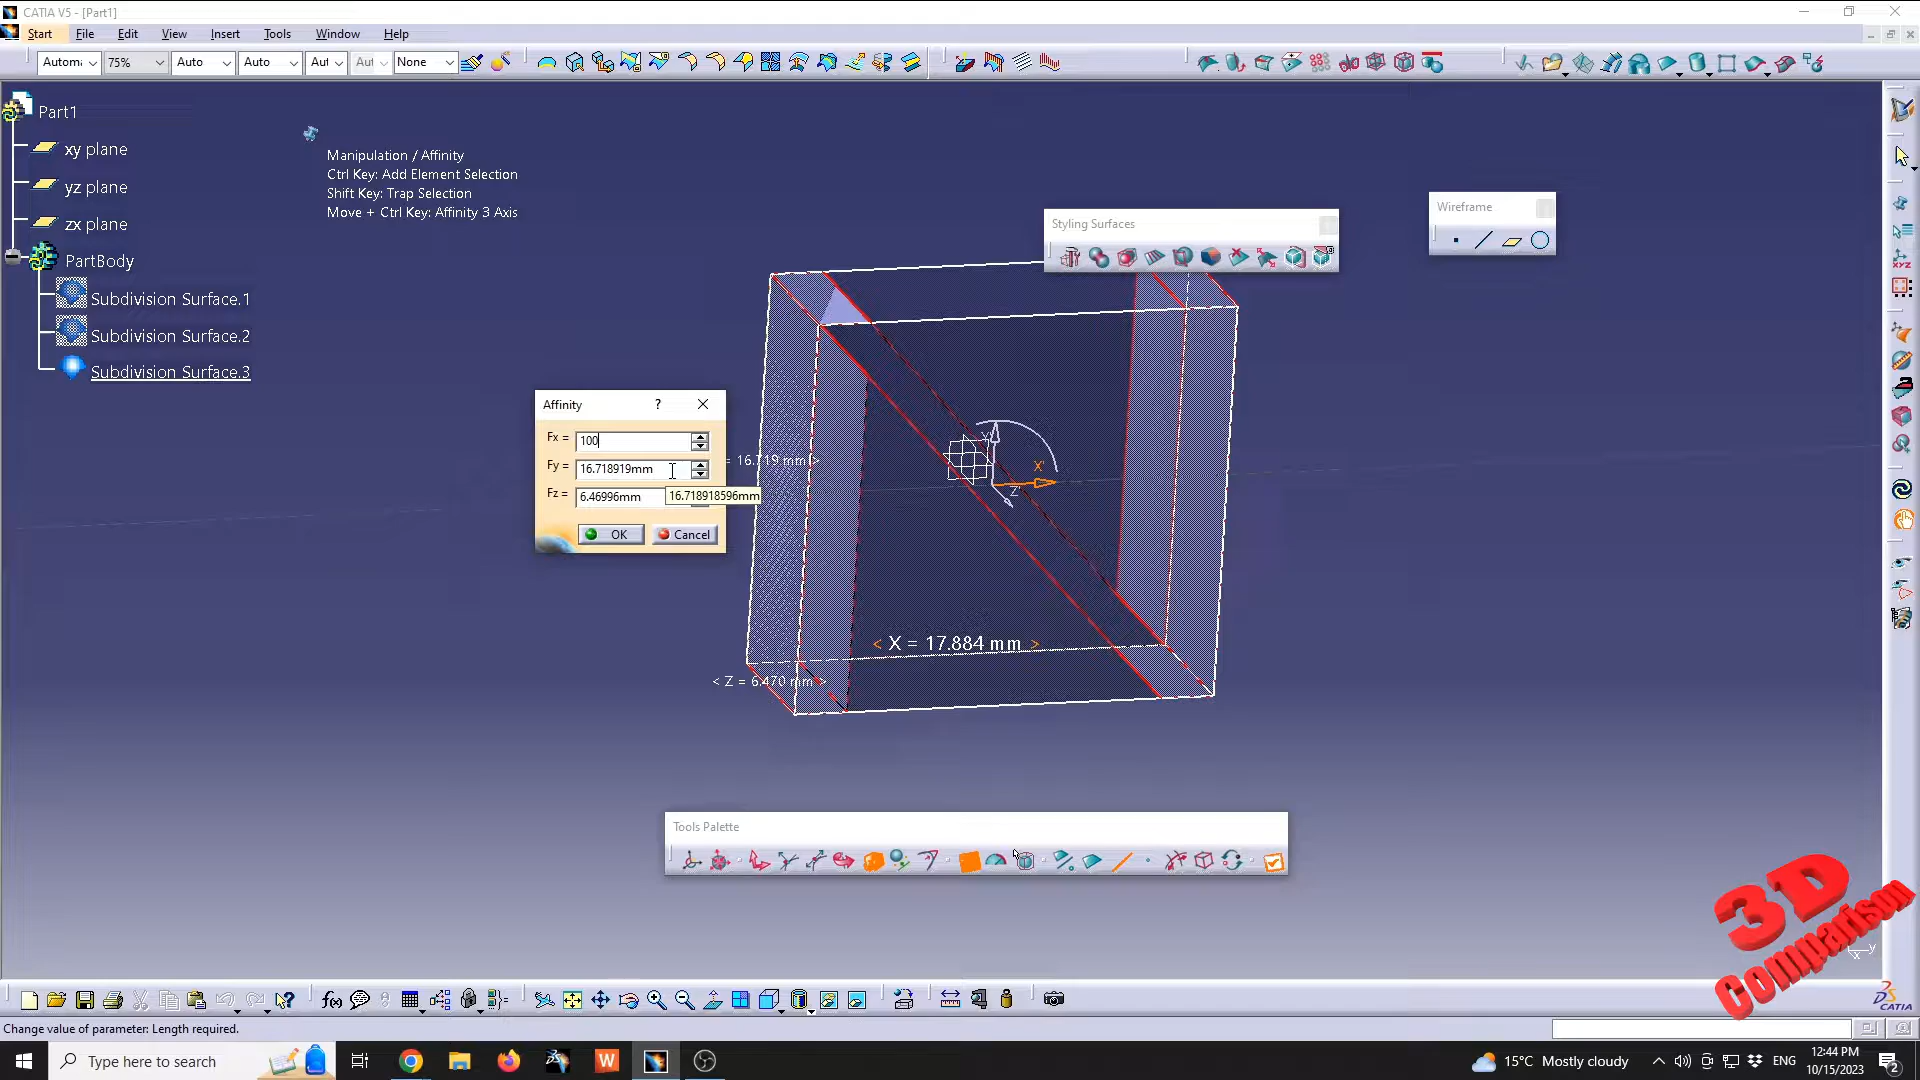 CATIA V5 - [Part1]
Start File Edit View Insert Tools Window Help
Autom 75% Auto Auto Aut Aut None
Part1
xy plane
yz plane
zx plane
PartBody
Subdivision Surface.1
Subdivision Surface.2
Subdivision Surface.3
Manipulation / Affinity
Ctrl Key: Add Element Selection
Shift Key: Trap Selection
Move + Ctrl Key: Affinity 3 Axis
Styling Surfaces
Wireframe
Affinity ?
Fx = 100
Fy = 16.718919mm
Fz = 6.46996mm
16.718918596mm
OK Cancel
= 16.719 mm >
Y'
X'
Z'
< X = 17.884 mm >
< Z = 6.470 mm >
Tools Palette
3D
Comparison
x y
CATIA
Change value of parameter: Length required.
Type here to search
15°C Mostly cloudy
ENG
12:44 PM
10/15/2023
2